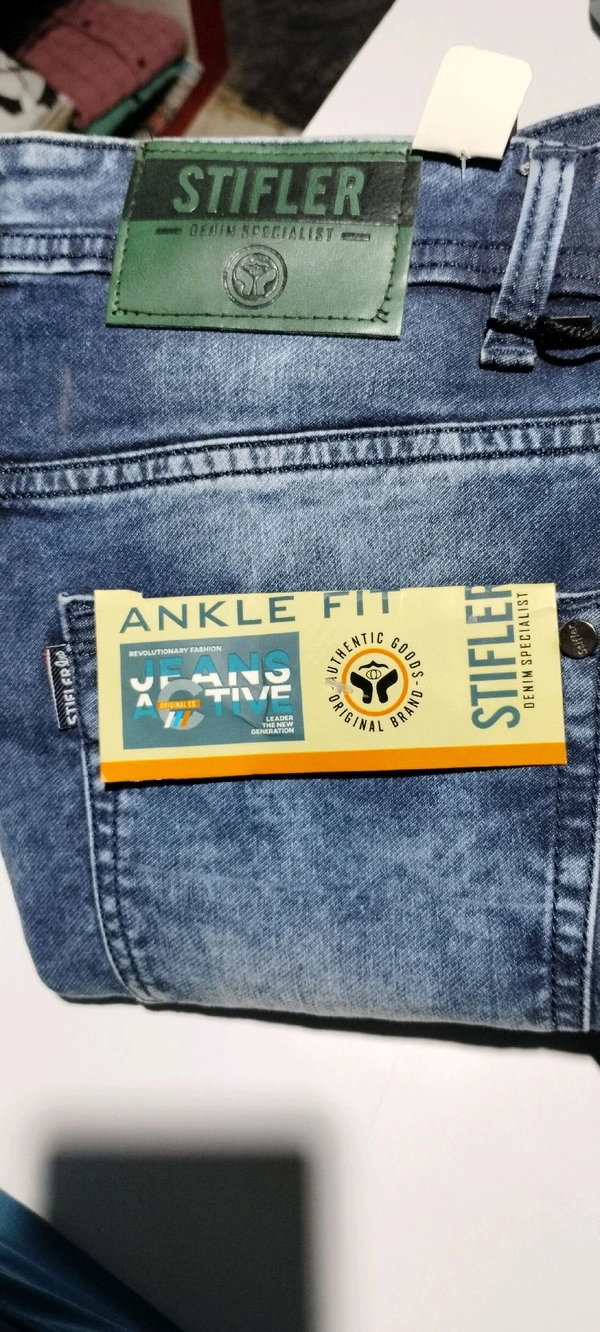 STIFLER
DENIM SPECIALIST
ANKLE FIT
REVOLUTIONARY FASHION
JEANS
ACTIVE
ORIGINAL CO.
LEADER
THE NEW
GENERATION
AUTHENTIC GOODS
ORIGINAL BRAND
STIFLER
DENIM SPECIALIST
STIFLER
stifler